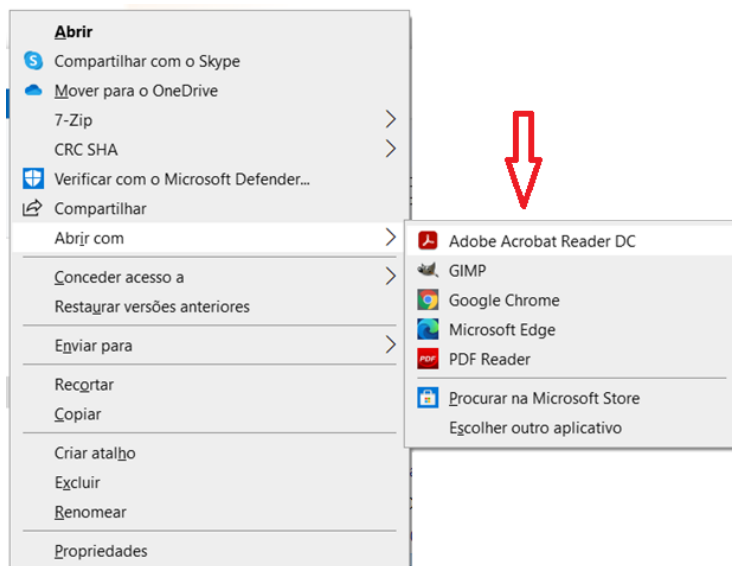 Abrir
Compartilhar com o Skype
Mover para o OneDrive
7-Zip
CRC SHA
Verificar com o Microsoft Defender...
Compartilhar
Abrir com
Conceder acesso a
Restaurar versões anteriores
Enviar para
Recortar
Copiar
Criar atalho
Excluir
Renomear
Propriedades
Adobe Acrobat Reader DC
GIMP
Google Chrome
Microsoft Edge
PDF PDF Reader
Procurar na Microsoft Store
Escolher outro aplicativo